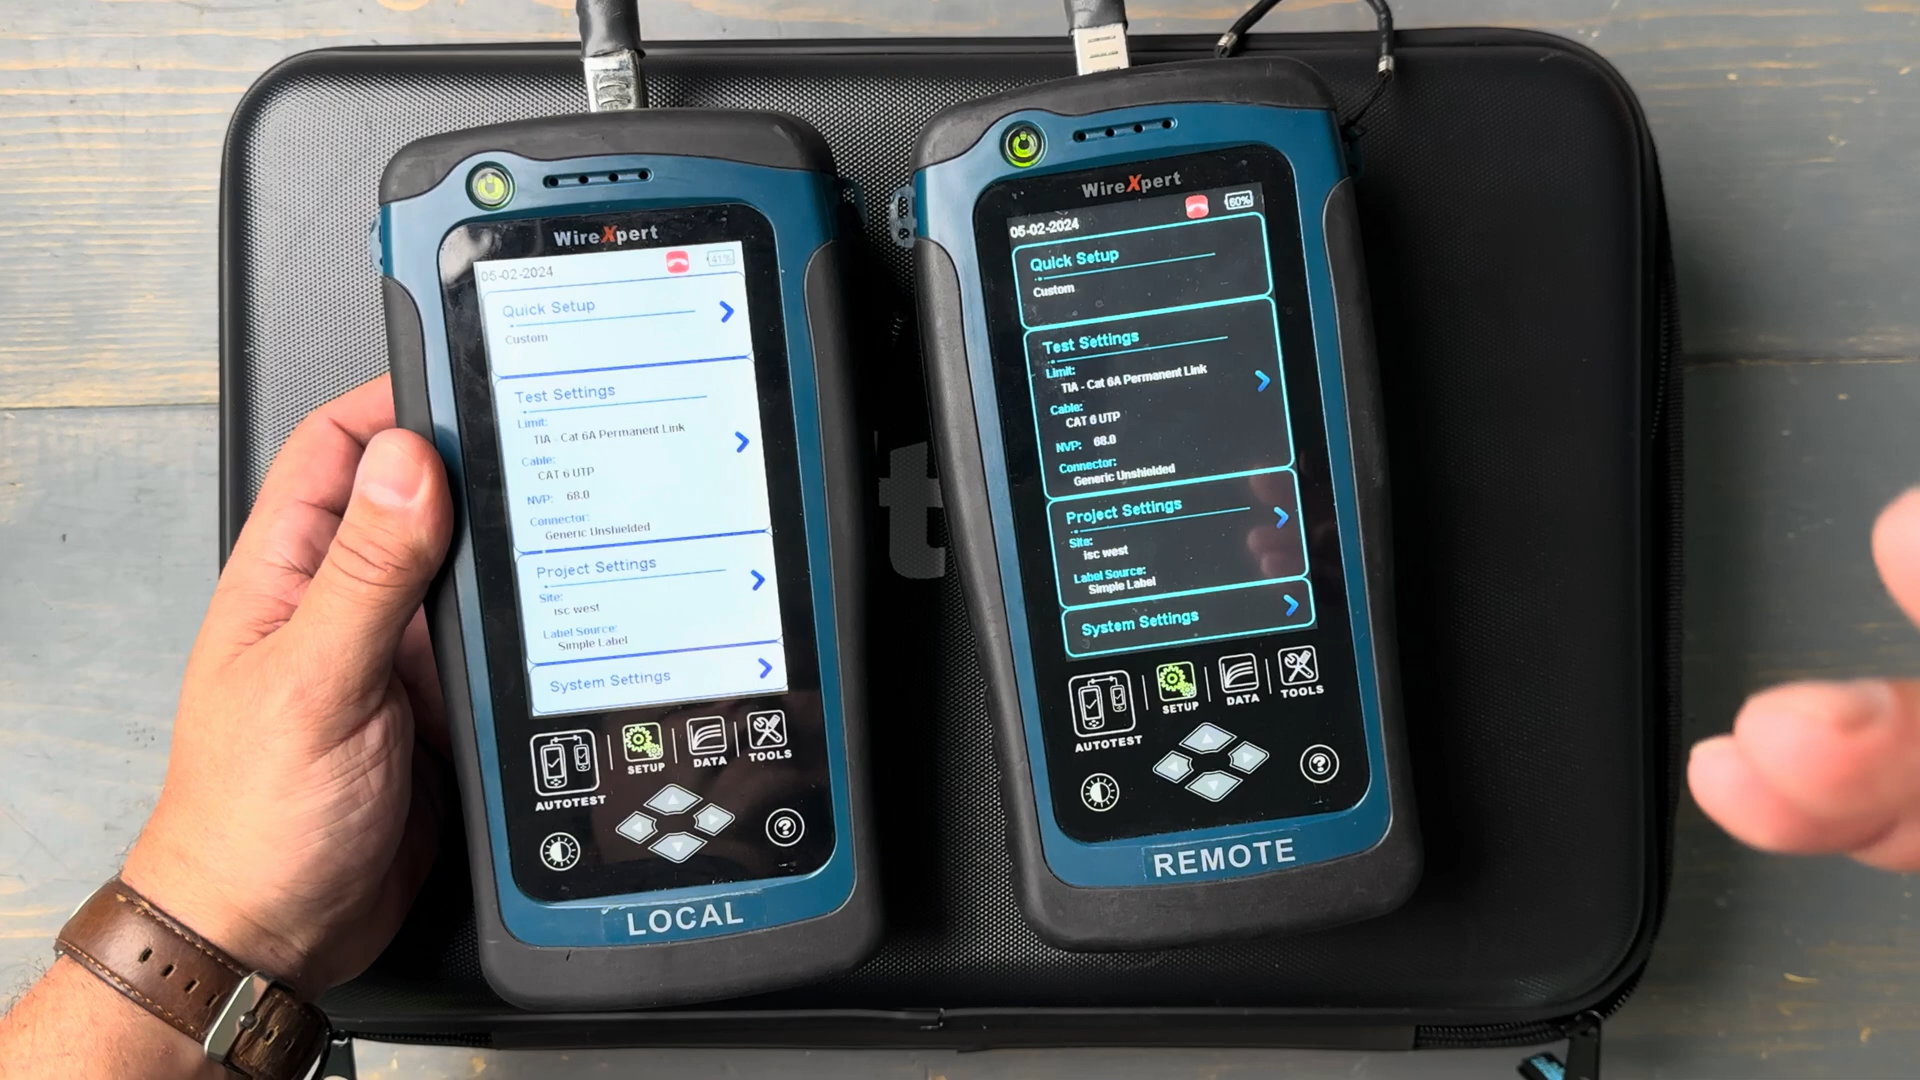 WireXpert
05-02-2024
41%
Quick Setup
Custom
Test Settings
Limit:
TIA - Cat 6A Permanent Link
Cable:
CAT 6 UTP
NVP: 68.0
Connector:
Generic Unshielded
Project Settings
Site:
isc west
Label Source:
Simple Label
System Settings
AUTOTEST
SETUP
DATA
TOOLS
?
LOCAL
WireXpert
05-02-2024
60%
Quick Setup
Custom
Test Settings
Limit:
TIA - Cat 6A Permanent Link
Cable:
CAT 6 UTP
NVP: 68.0
Connector:
Generic Unshielded
Project Settings
Site:
isc west
Label Source:
Simple Label
System Settings
AUTOTEST
SETUP
DATA
TOOLS
?
REMOTE